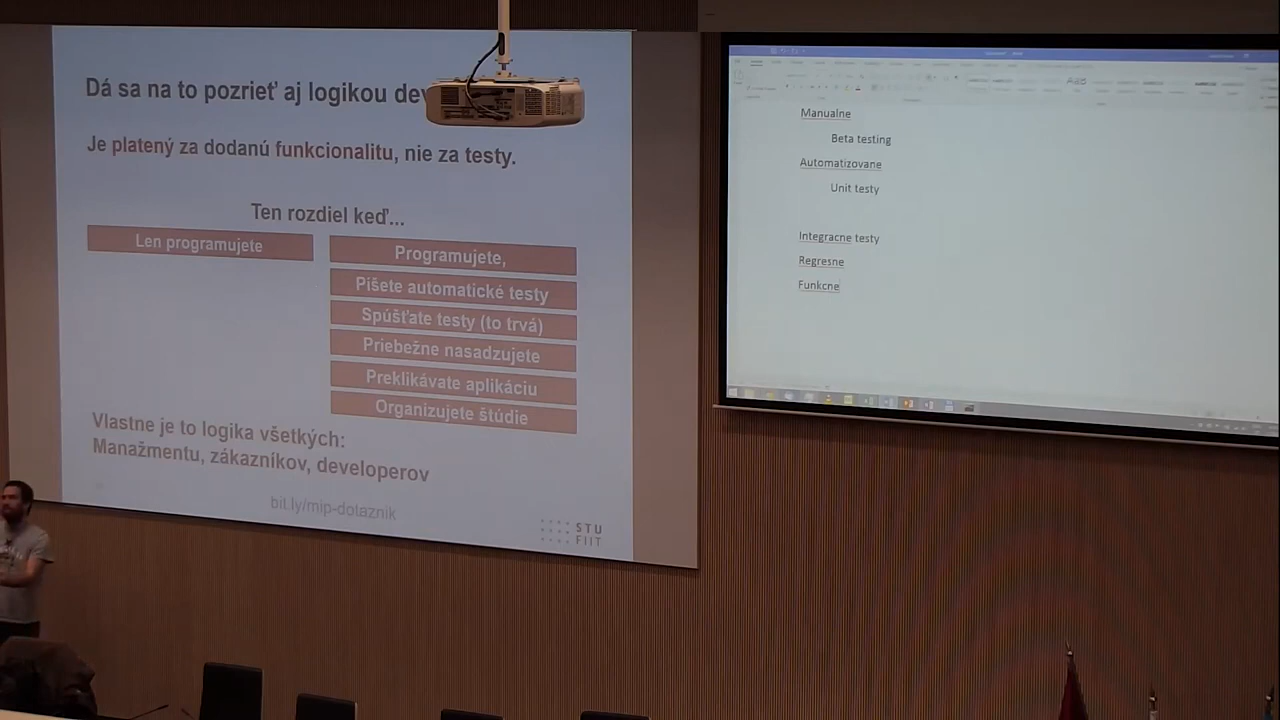 Dá sa na to pozrieť aj logikou
Je platený za dodanú funkcionalitu, nie za testy.
Ten rozdiel keď...
Len programujete
Programujete,
Píšete automatické testy
Spúšťate testy (to trvá)
Priebežne nasadzujete
Preklikávate aplikáciu
Organizujete štúdie
Vlastne je to logika všetkých:
Manažmentu, zákazníkov, developerov
bit.ly/mip-dotaznik
STU
FIIT
Manualne
Beta testing
Automatizovane
Unit testy
Integracne testy
Regresne
Funkcne